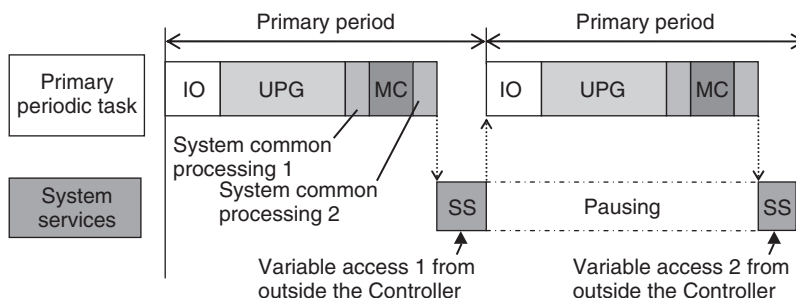 Primary period
Primary period
Primary
periodic task
IO
UPG
MC
IO
UPG
MC
System common
processing 1
System common
processing 2
System
services
SS
Pausing
SS
Variable access 1 from
outside the Controller
Variable access 2 from
outside the Controller